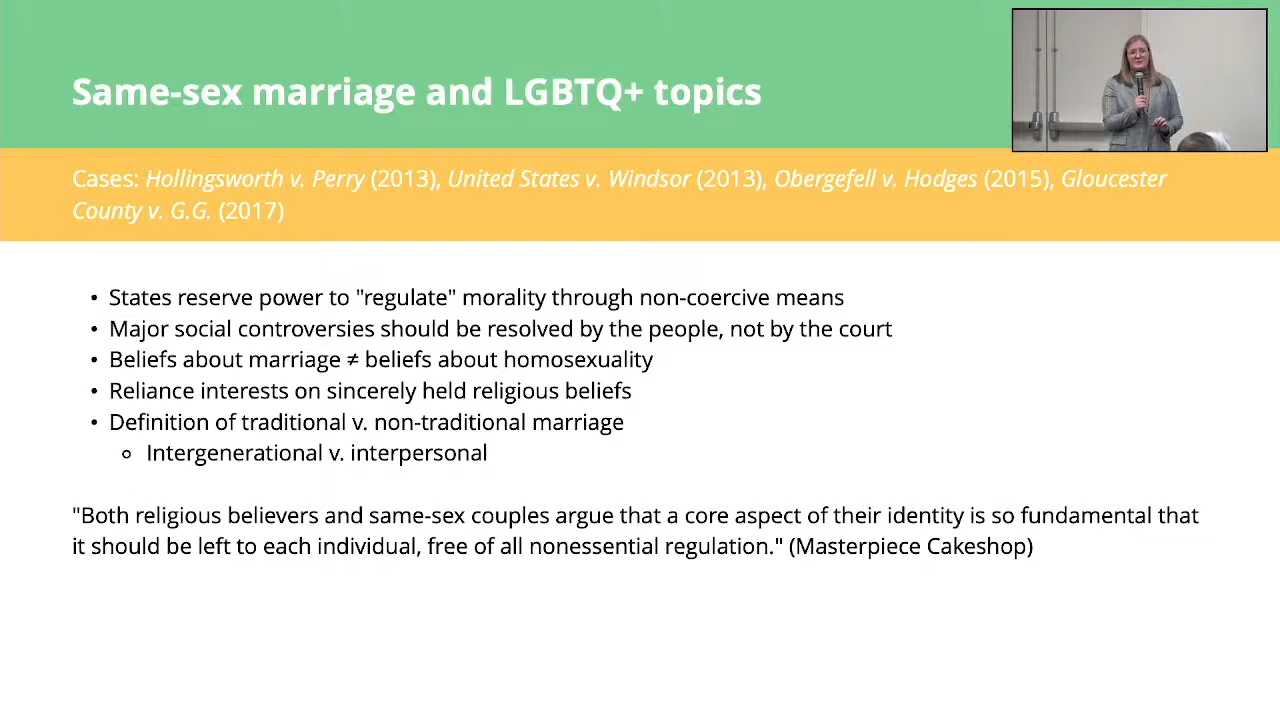 Same-sex marriage and LGBTQ+ topics
Cases: Hollingsworth v. Perry (2013), United States v. Windsor (2013), Obergefell v. Hodges (2015), Gloucester
County v. G.G. (2017)
• States reserve power to "regulate" morality through non-coercive means
• Major social controversies should be resolved by the people, not by the court
• Beliefs about marriage ≠ beliefs about homosexuality
• Reliance interests on sincerely held religious beliefs
• Definition of traditional v. non-traditional marriage
◦ Intergenerational v. interpersonal
"Both religious believers and same-sex couples argue that a core aspect of their identity is so fundamental that
it should be left to each individual, free of all nonessential regulation." (Masterpiece Cakeshop)